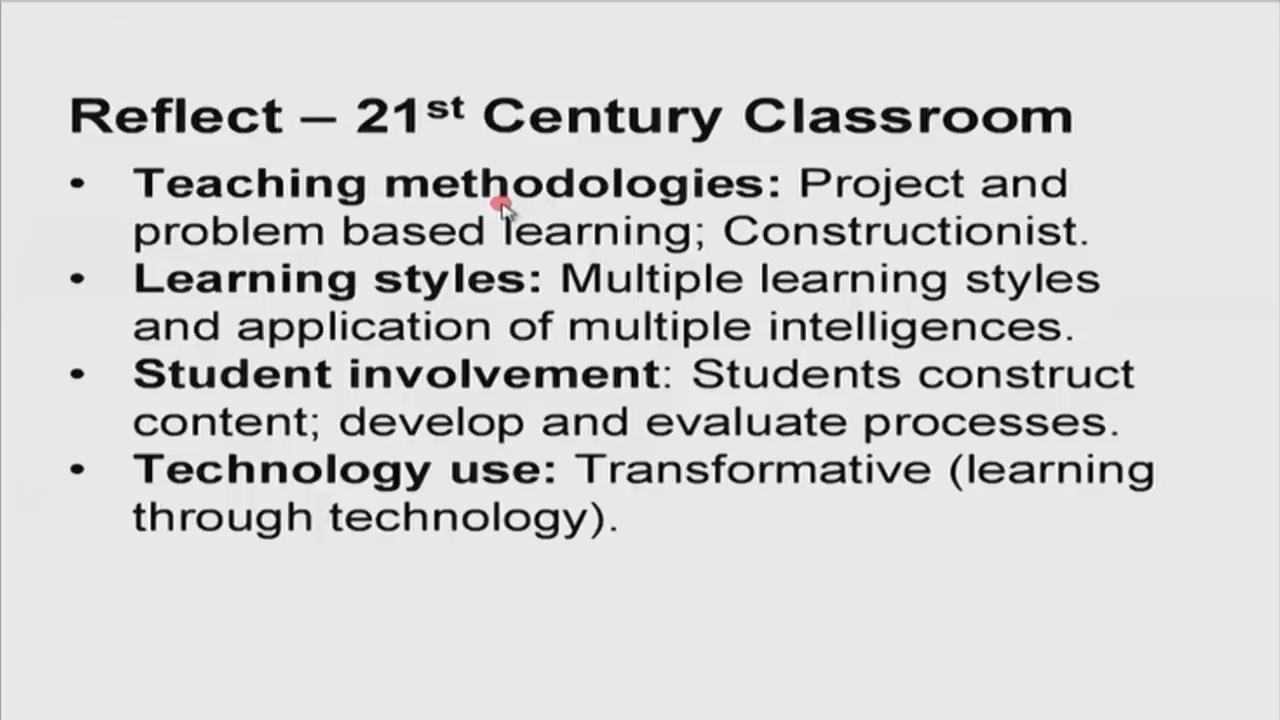 Reflect – 21st Century Classroom
• Teaching methodologies: Project and
problem based learning; Constructionist.
• Learning styles: Multiple learning styles
and application of multiple intelligences.
• Student involvement: Students construct
content; develop and evaluate processes.
• Technology use: Transformative (learning
through technology).